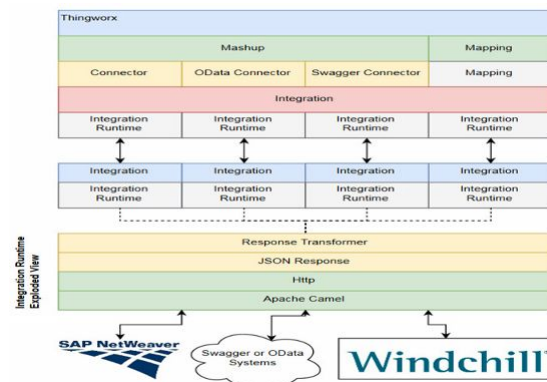 Thingworx
Mashup Mapping
Connector OData Connector Swagger Connector Mapping
Integration
Integration Integration Integration Integration
Runtime Runtime Runtime Runtime
Integration Integration Integration Integration
Integration Integration Integration Integration
Runtime Runtime Runtime Runtime
Integration Runtime
Exploded View
Response Transformer
JSON Response
Http
Apache Camel
SAP NetWeaver
Swagger or OData
Systems
Windchill